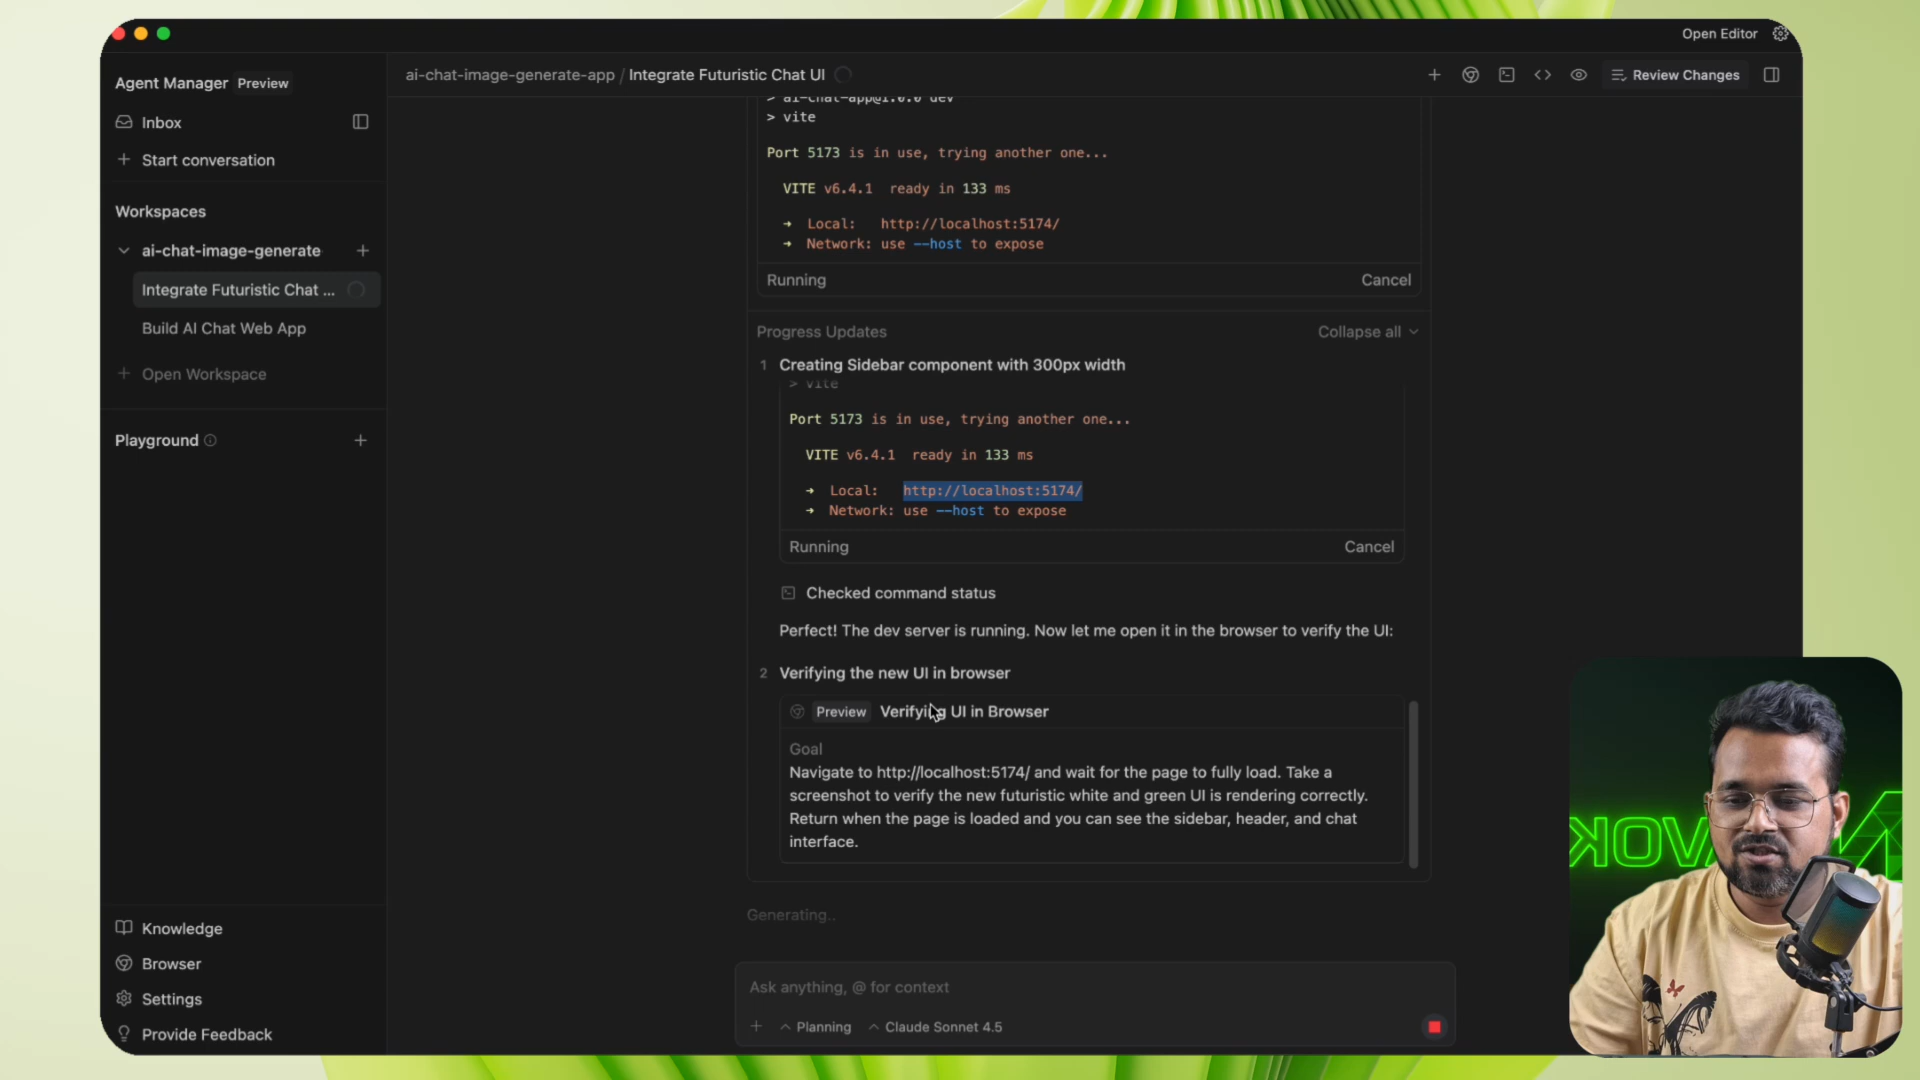 Open Editor
Agent Manager Preview
ai-chat-image-generate-app / Integrate Futuristic Chat UI
Review Changes
Inbox
Start conversation
Workspaces
ai-chat-image-generate
Integrate Futuristic Chat ...
Build AI Chat Web App
Open Workspace
Playground
> ai-chat-app@1.0.0 dev
> vite
Port 5173 is in use, trying another one...
VITE v6.4.1 ready in 133 ms
➜ Local: http://localhost:5174/
➜ Network: use --host to expose
Running
Cancel
Progress Updates
Collapse all
1 Creating Sidebar component with 300px width
> vite
Port 5173 is in use, trying another one...
VITE v6.4.1 ready in 133 ms
➜ Local: http://localhost:5174/
➜ Network: use --host to expose
Running
Cancel
Checked command status
Perfect! The dev server is running. Now let me open it in the browser to verify the UI:
2 Verifying the new UI in browser
Preview Verifying UI in Browser
Goal
Navigate to http://localhost:5174/ and wait for the page to fully load. Take a
screenshot to verify the new futuristic white and green UI is rendering correctly.
Return when the page is loaded and you can see the sidebar, header, and chat
interface.
Generating..
Ask anything, @ for context
Planning
Claude Sonnet 4.5
Knowledge
Browser
Settings
Provide Feedback